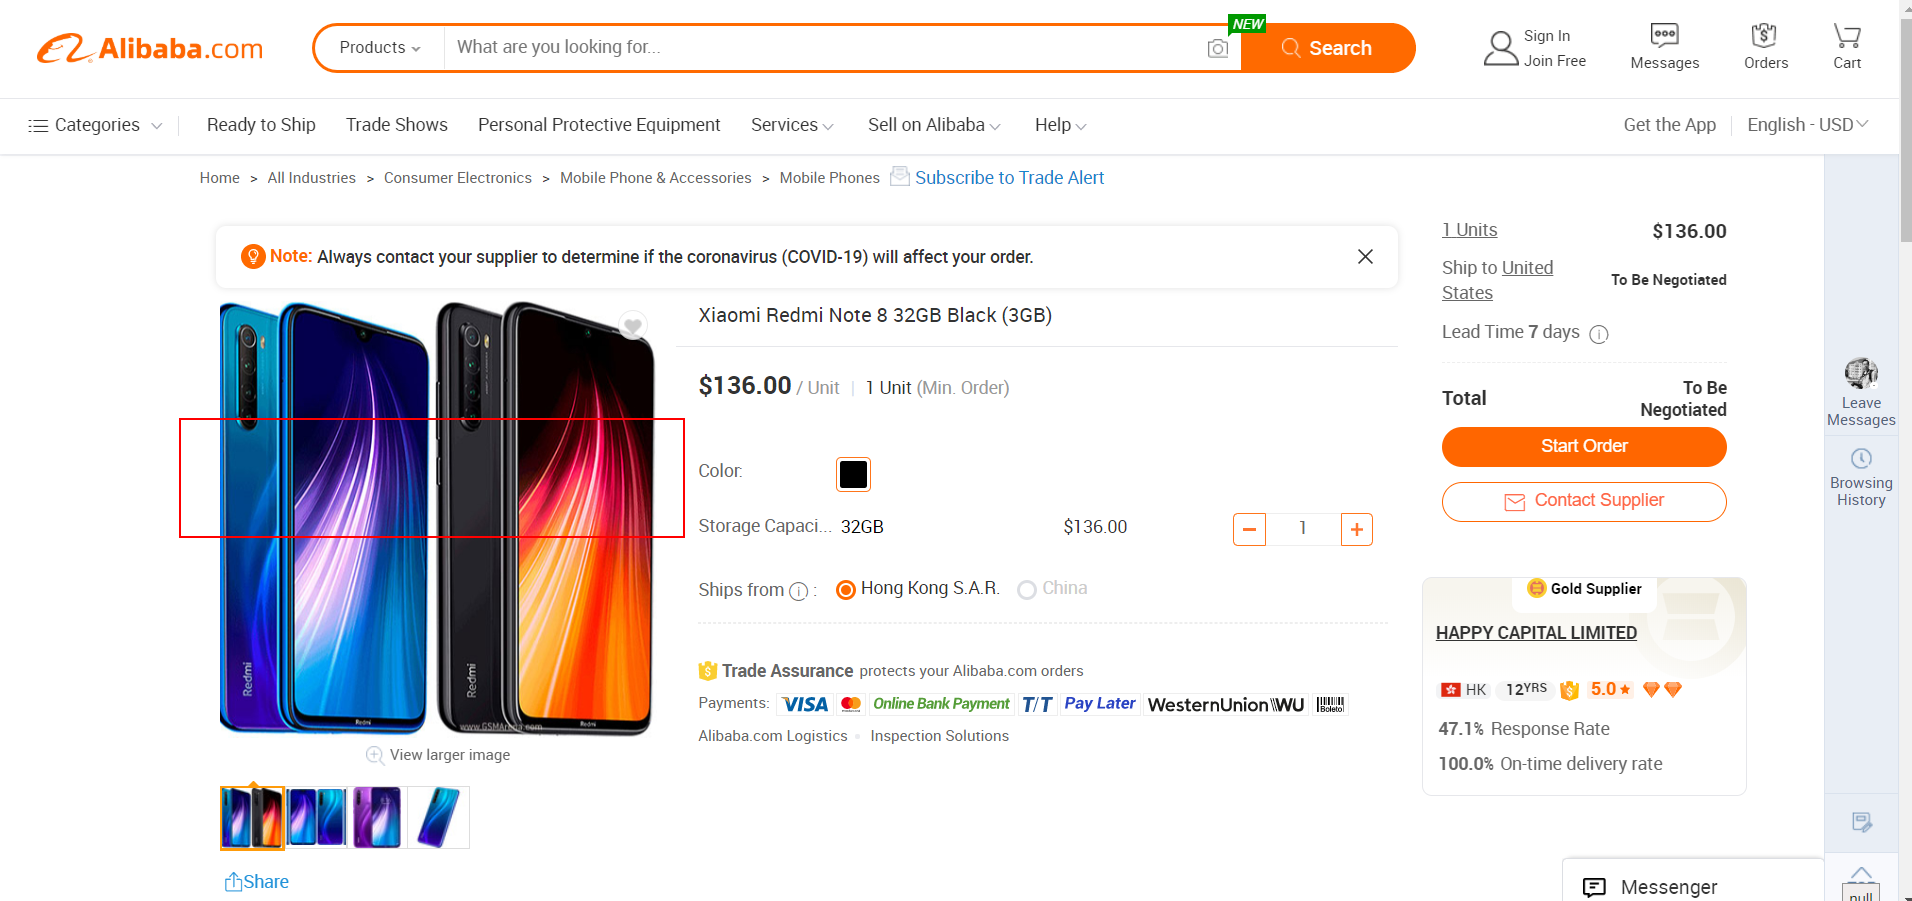 Alibaba.com
Products
What are you looking for...
NEW
Search
Sign In
Join Free
Messages
Orders
Cart
Categories
Ready to Ship
Trade Shows
Personal Protective Equipment
Services
Sell on Alibaba
Help
Get the App
English - USD
Home > All Industries > Consumer Electronics > Mobile Phone & Accessories > Mobile Phones
Subscribe to Trade Alert
Note: Always contact your supplier to determine if the coronavirus (COVID-19) will affect your order.
Redmi
Redmi
Redmi
Redmi
www.GSMArena.com
View larger image
Share
Xiaomi Redmi Note 8 32GB Black (3GB)
$136.00 / Unit | 1 Unit (Min. Order)
Color:
Storage Capaci... 32GB $136.00 - 1 +
Ships from i : Hong Kong S.A.R. China
Trade Assurance protects your Alibaba.com orders
Payments: VISA Online Bank Payment T/T Pay Later WesternUnion WU Boleto
Alibaba.com Logistics Inspection Solutions
1 Units $136.00
Ship to United
States
To Be Negotiated
Lead Time 7 days i
Total
To Be
Negotiated
Start Order
Contact Supplier
Gold Supplier
HAPPY CAPITAL LIMITED
HK 12YRS 5.0
47.1% Response Rate
100.0% On-time delivery rate
Leave
Messages
Browsing
History
Messenger
null